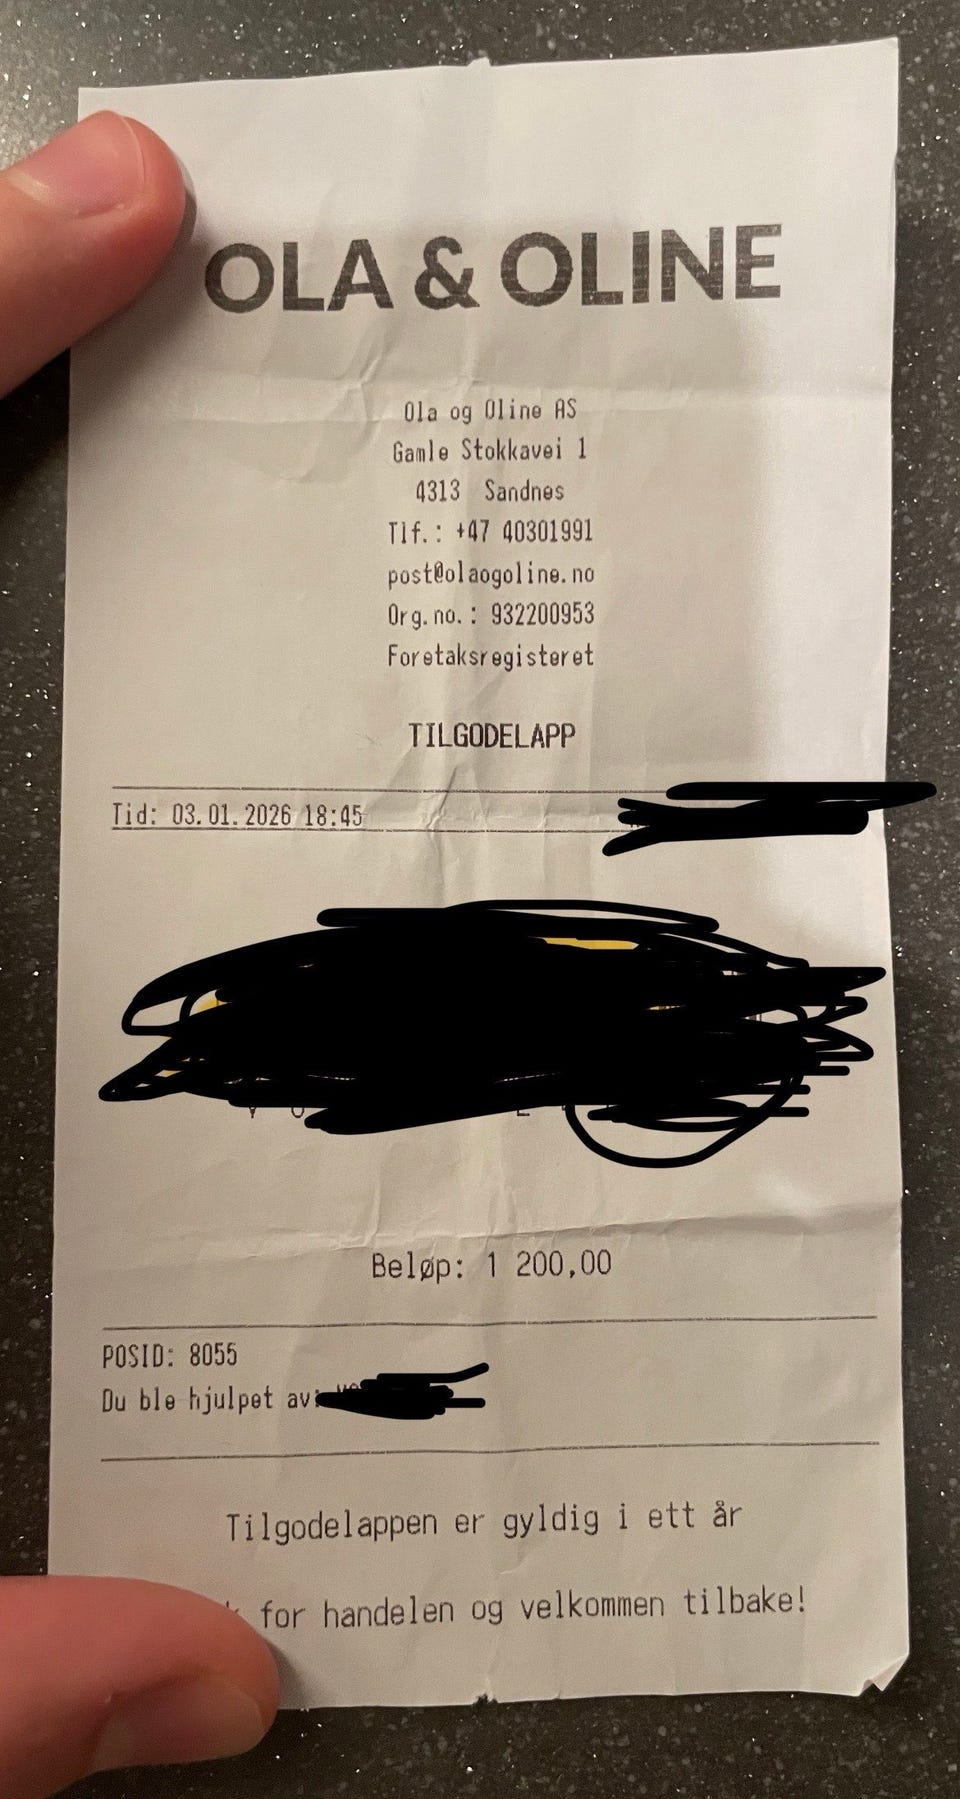 OLA & OLINE
Ola og Oline AS
Gamle Stokkavei 1
4313 Sandnes
Tlf.: +47 40301991
post@olaogoline.no
Org.no.: 932200953
Foretaksregisteret
TILGODELAPP
Tid: 03.01.2026 18:45
Beløp: 1 200,00
POSID: 8055
Du ble hjulpet av:
Tilgodelappen er gyldig i ett år
for handelen og velkommen tilbake!